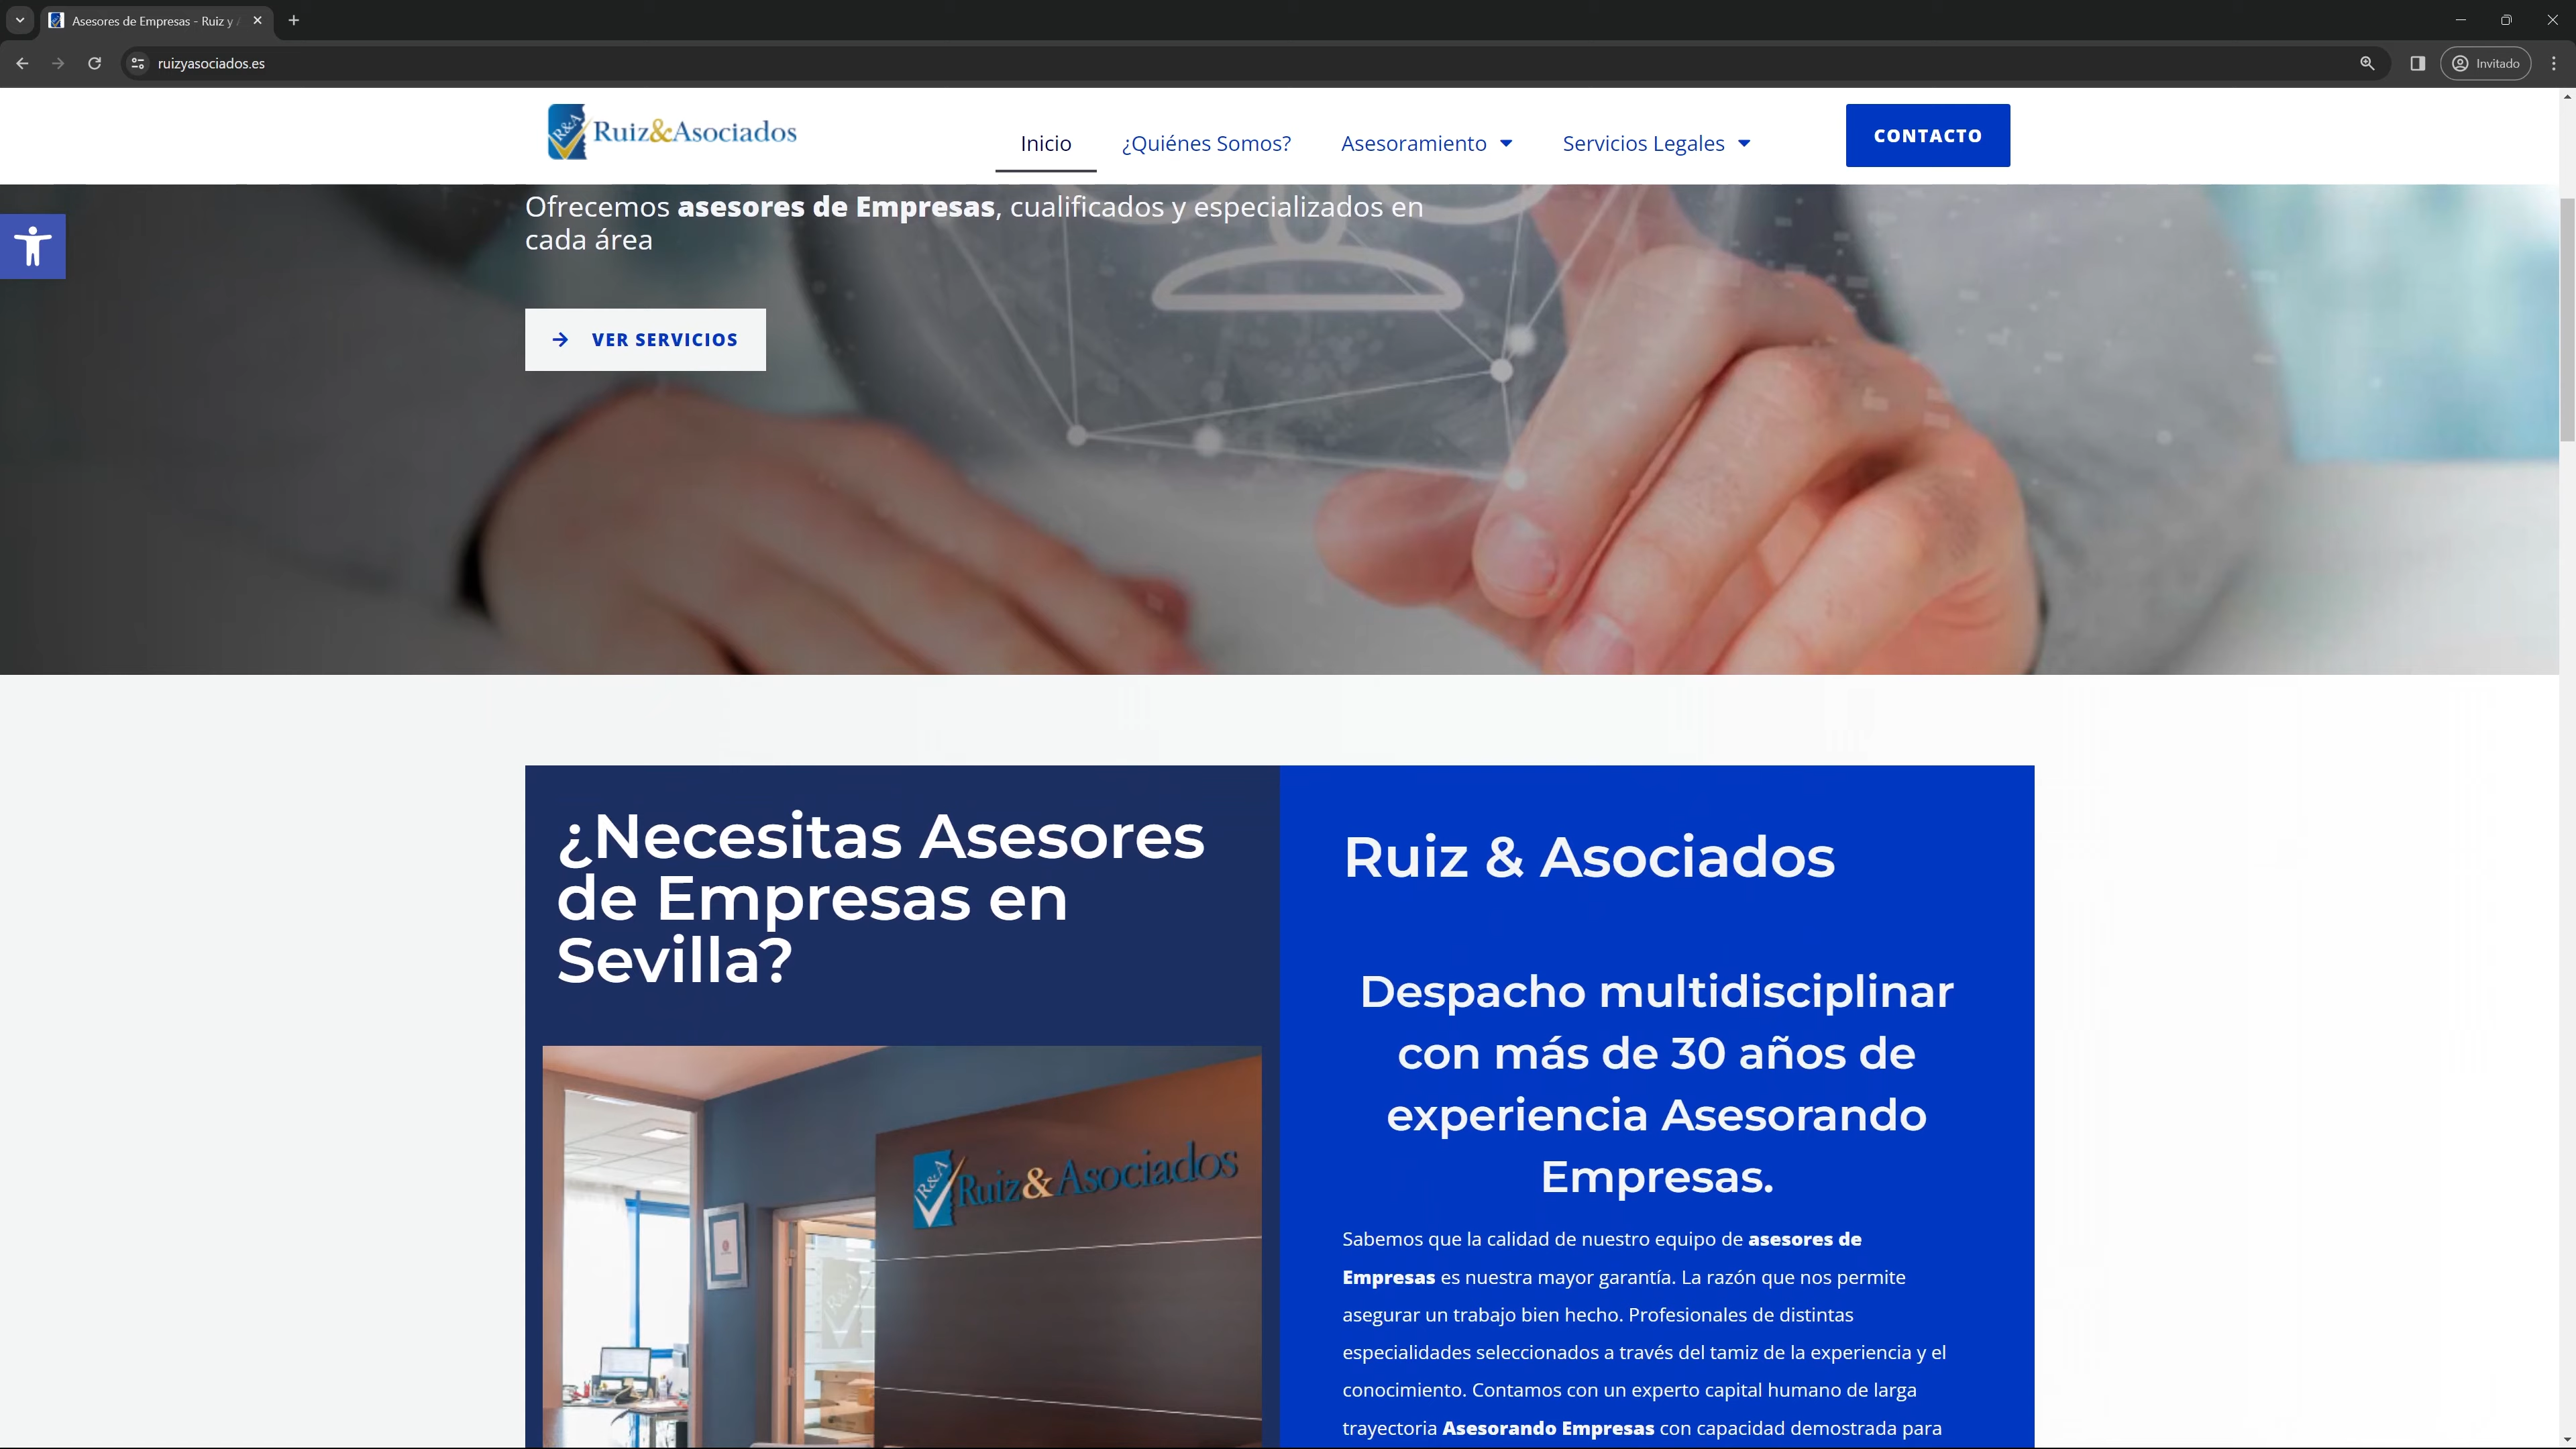 Asesores de Empresas - Ruiz y
ruizyasociados.es
Invitado
R&A Ruiz&Asociados
Inicio
¿Quiénes Somos?
Asesoramiento
Servicios Legales
CONTACTO
Ofrecemos asesores de Empresas, cualificados y especializados en
cada área
VER SERVICIOS
¿Necesitas Asesores
de Empresas en
Sevilla?
R&A Ruiz&Asociados
Ruiz & Asociados
Despacho multidisciplinar
con más de 30 años de
experiencia Asesorando
Empresas.
Sabemos que la calidad de nuestro equipo de asesores de
Empresas es nuestra mayor garantía. La razón que nos permite
asegurar un trabajo bien hecho. Profesionales de distintas
especialidades seleccionados a través del tamiz de la experiencia y el
conocimiento. Contamos con un experto capital humano de larga
trayectoria Asesorando Empresas con capacidad demostrada para